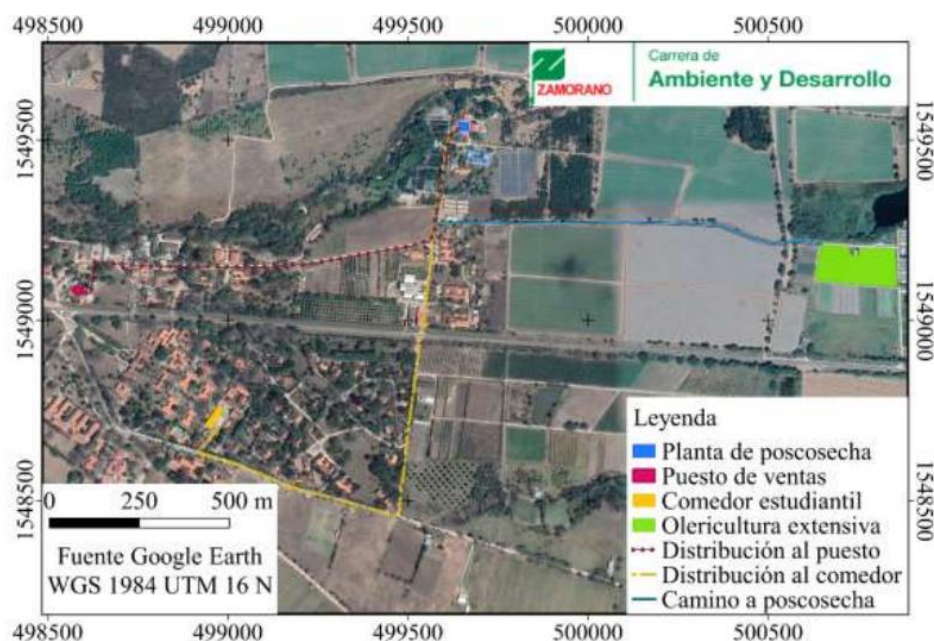 498500 499000 499500 500000 500500
ZAMORANO
Carrera de
Ambiente y Desarrollo
1549500 1549500
1549000 1549000
1548500 1548500
Leyenda
Planta de poscosecha
Puesto de ventas
Comedor estudiantil
Olericultura extensiva
Distribución al puesto
Distribución al comedor
Camino a poscosecha
0 250 500 m
Fuente Google Earth
WGS 1984 UTM 16 N
498500 499000 499500 500000 500500